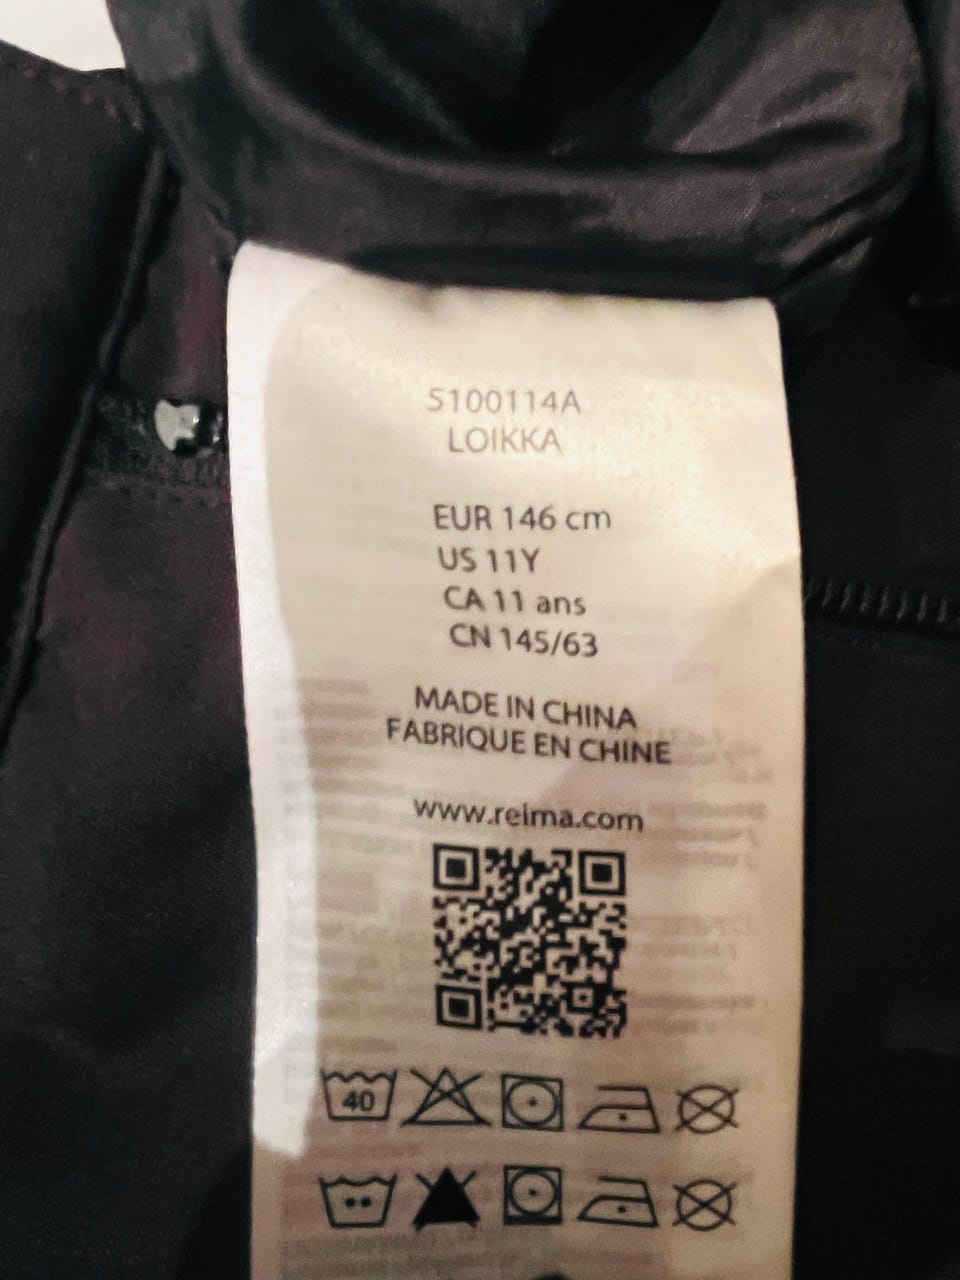 5100114A
LOIKKA
EUR 146 cm
US 11Y
CA 11 ans
CN 145/63
MADE IN CHINA
FABRIQUE EN CHINE
www.reima.com
40